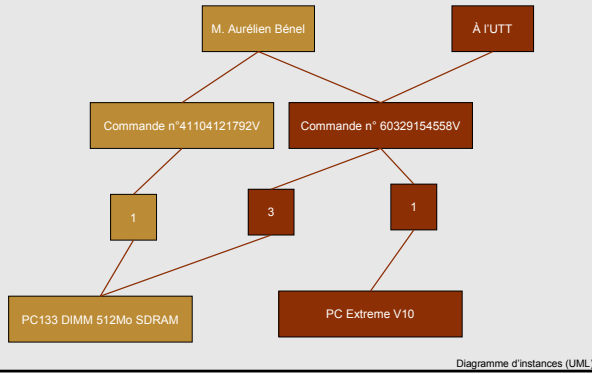 M. Aurélien Bénel
À l'UTT
Commande n°41104121792V
Commande n° 60329154558V
1
3
1
PC133 DIMM 512Mo SDRAM
PC Extreme V10
Diagramme d'instances (UML)